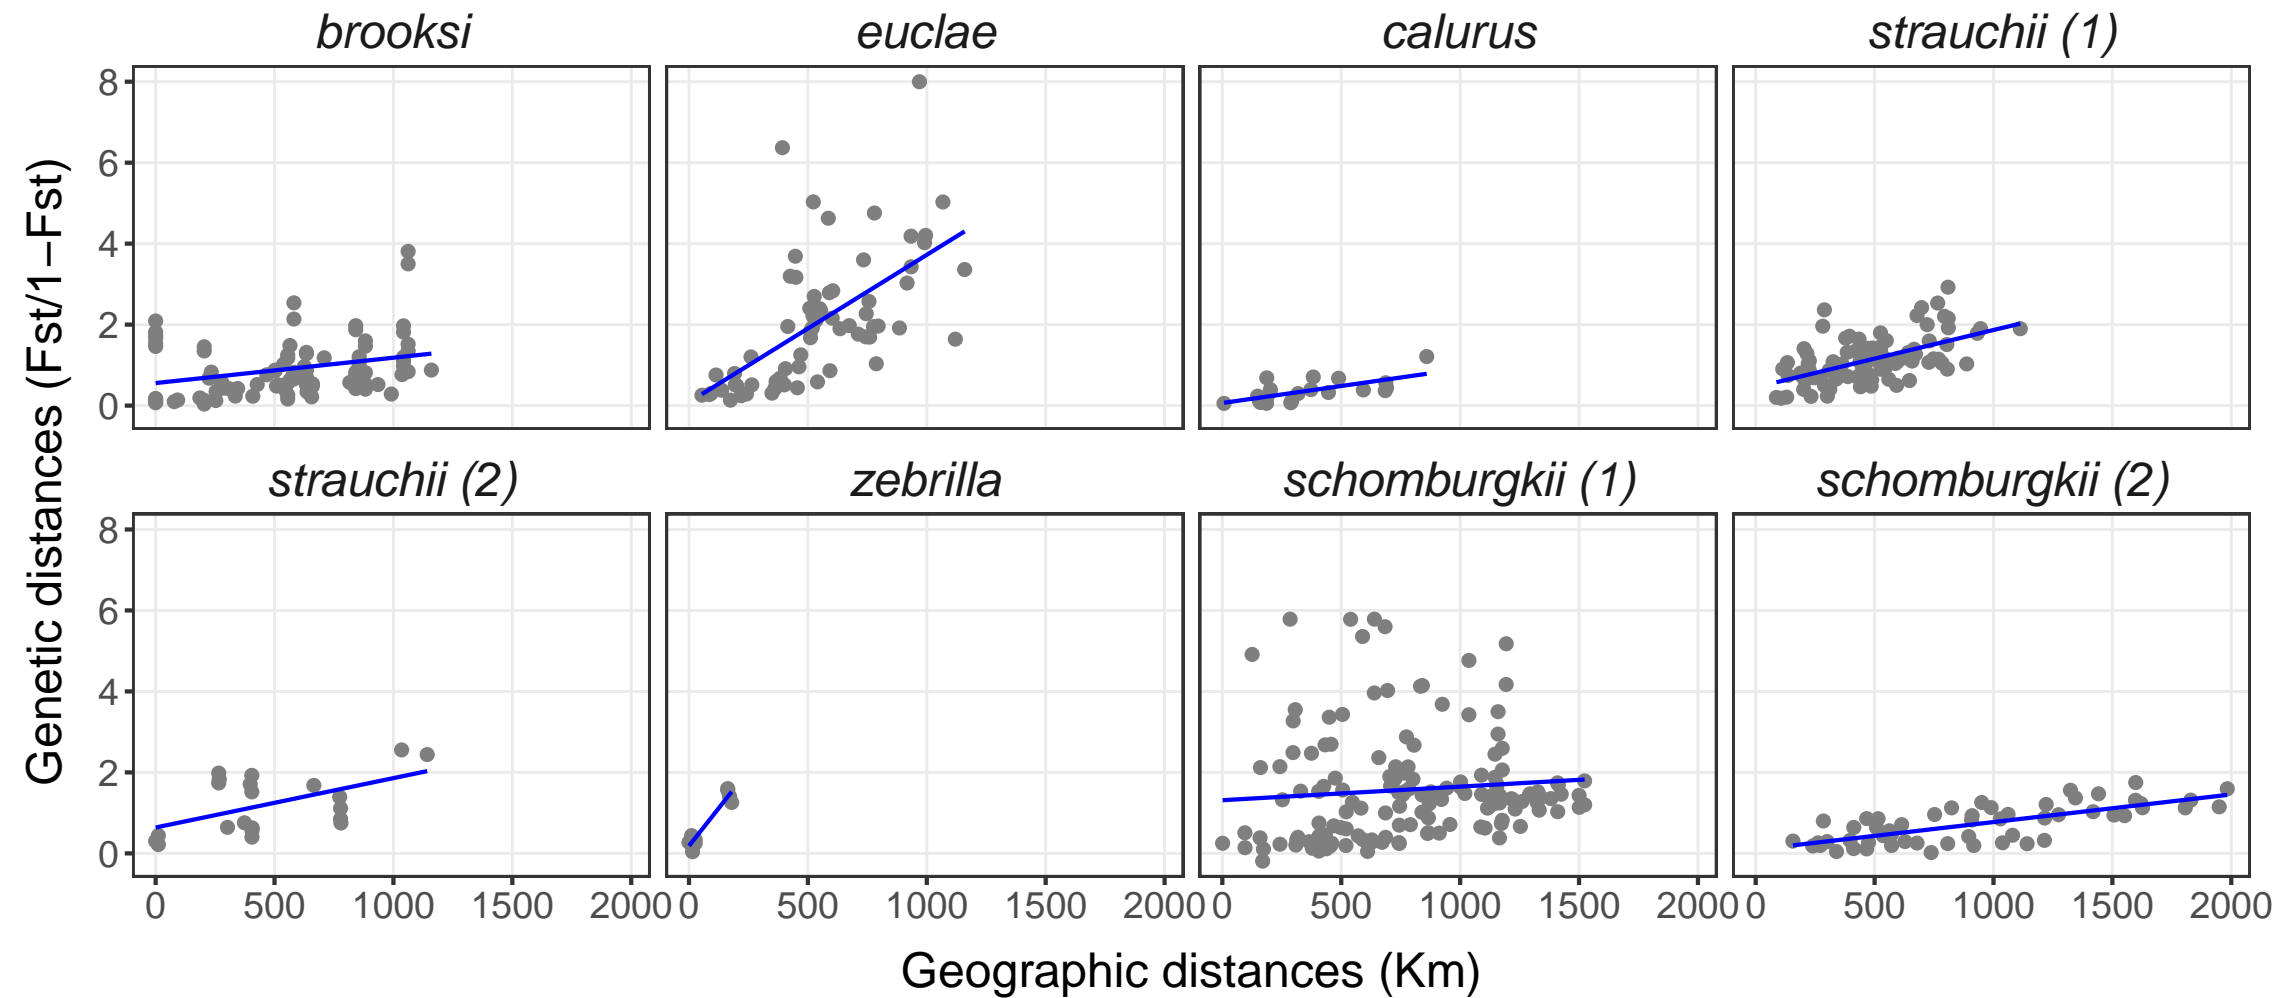 brooksi euclae calurus strauchii (1)
8
6
4
2
0
strauchii (2) zebrilla schomburgkii (1) schomburgkii (2)
8
6
4
2
0
0 500 1000 1500 2000 0 500 1000 1500 2000 0 500 1000 1500 2000 0 500 1000 1500 2000
Geographic distances (Km)
Genetic distances (Fst/1−Fst)